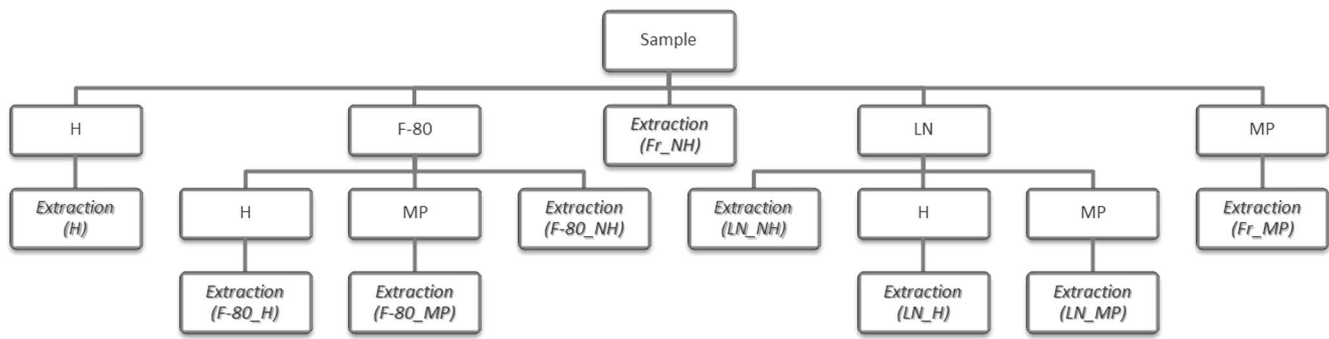 Sample
H
F-80
Extraction
(Fr_NH)
LN
MP
Extraction
(H)
H
MP
Extraction
(F-80_NH)
Extraction
(LN_NH)
H
MP
Extraction
(Fr_MP)
Extraction
(F-80_H)
Extraction
(F-80_MP)
Extraction
(LN_H)
Extraction
(LN_MP)